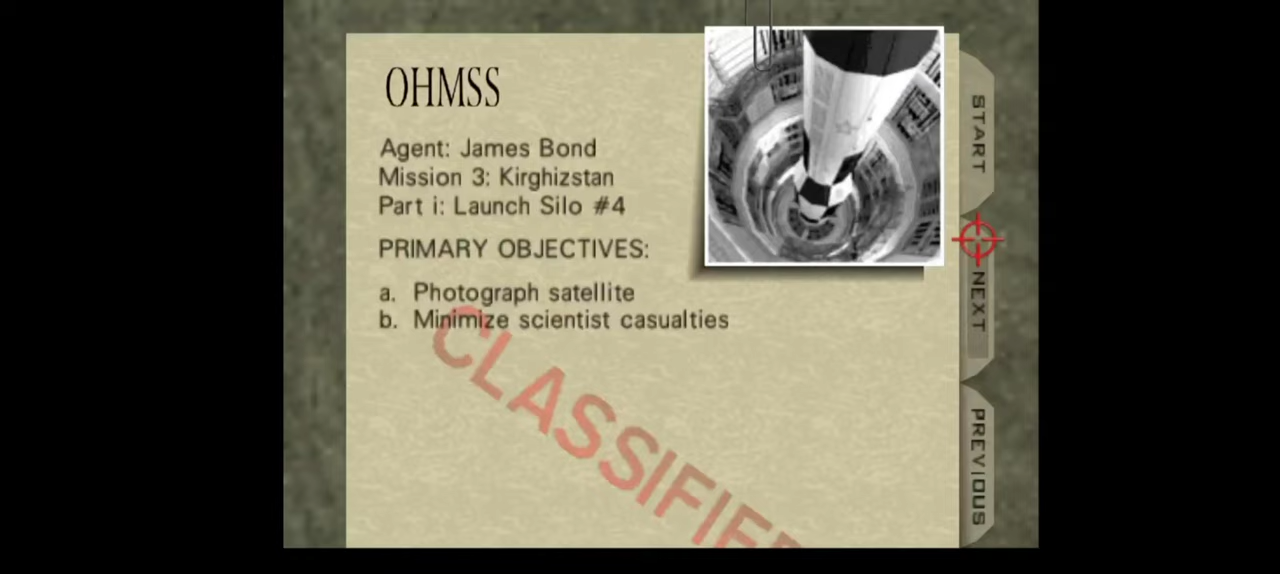 OHMSS
Agent: James Bond
Mission 3: Kirghizstan
Part i: Launch Silo #4
PRIMARY OBJECTIVES:
a. Photograph satellite
b. Minimize scientist casualties
CLASSIFIE
START
NEXT
PREVIOUS